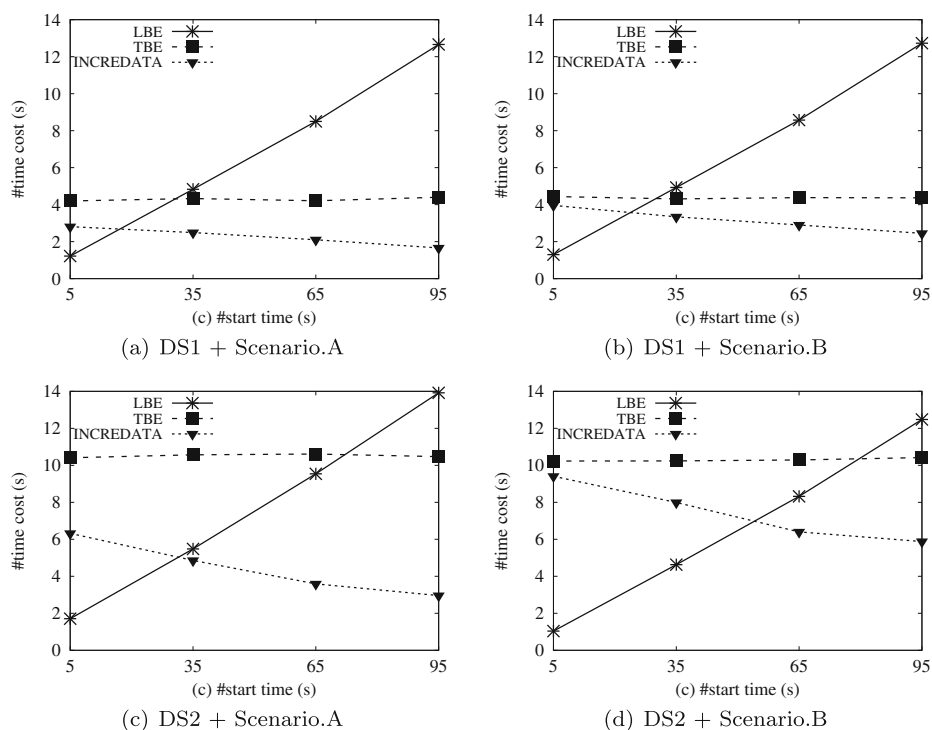 14
12
10
8
6
4
2
0
#time cost (s)
LBE
TBE
INCREDATA
5 35 65 95
(c) #start time (s)
(a) DS1 + Scenario.A
14
12
10
8
6
4
2
0
#time cost (s)
LBE
TBE
INCREDATA
5 35 65 95
(c) #start time (s)
(b) DS1 + Scenario.B
14
12
10
8
6
4
2
0
#time cost (s)
LBE
TBE
INCREDATA
5 35 65 95
(c) #start time (s)
(c) DS2 + Scenario.A
14
12
10
8
6
4
2
0
#time cost (s)
LBE
TBE
INCREDATA
5 35 65 95
(c) #start time (s)
(d) DS2 + Scenario.B